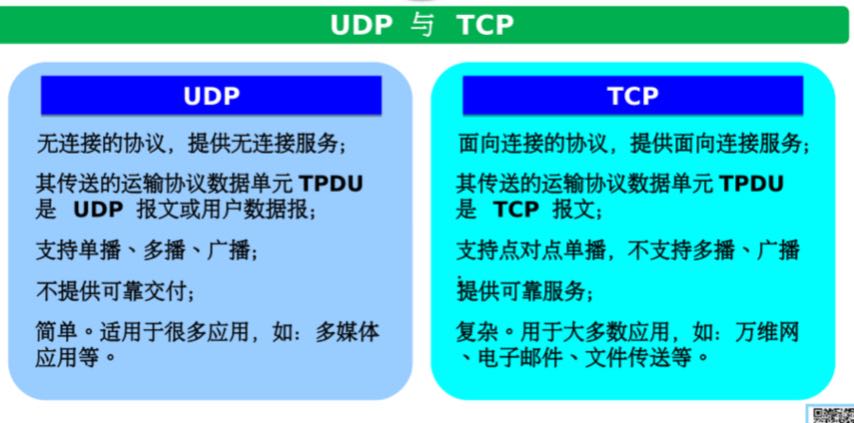 UDP 与 TCP
UDP
无连接的协议，提供无连接服务；
其传送的运输协议数据单元 TPDU
是 UDP 报文或用户数据报；
支持单播、多播、广播；
不提供可靠交付；
简单。适用于很多应用，如：多媒体
应用等。
TCP
面向连接的协议，提供面向连接服务；
其传送的运输协议数据单元 TPDU
是 TCP 报文；
支持点对点单播，不支持多播、广播
；
提供可靠服务；
复杂。用于大多数应用，如：万维网
、电子邮件、文件传送等。